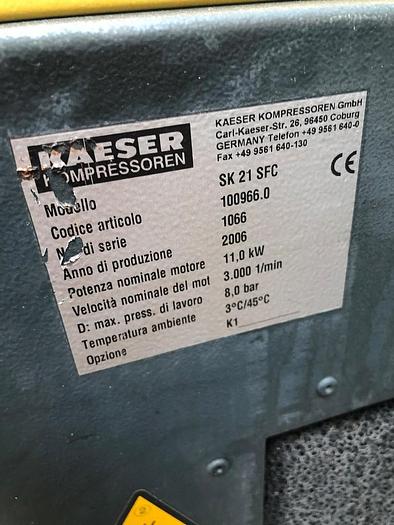 KAESER
KOMPRESSOREN
KAESER KOMPRESSOREN GmbH
Carl-Kaeser-Str. 26, 96450 Coburg
GERMANY Telefon +49 9561 640-0
Fax +49 9561 640-130
CE
Modello SK 21 SFC
Codice articolo 100966.0
di serie 1066
Anno di produzione 2006
Potenza nominale motore 11,0 kW
Velocità nominale del mot 3.000 1/min
D: max. press. di lavoro 8,0 bar
Temperatura ambiente 3°C/45°C
Opzione K1